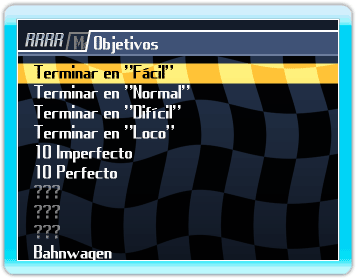 RRRR M Objetivos
Terminar en "Fácil"
Terminar en "Normal"
Terminar en "Difícil"
Terminar en "Loco"
10 Imperfecto
10 Perfecto
???
???
???
Bahnwagen